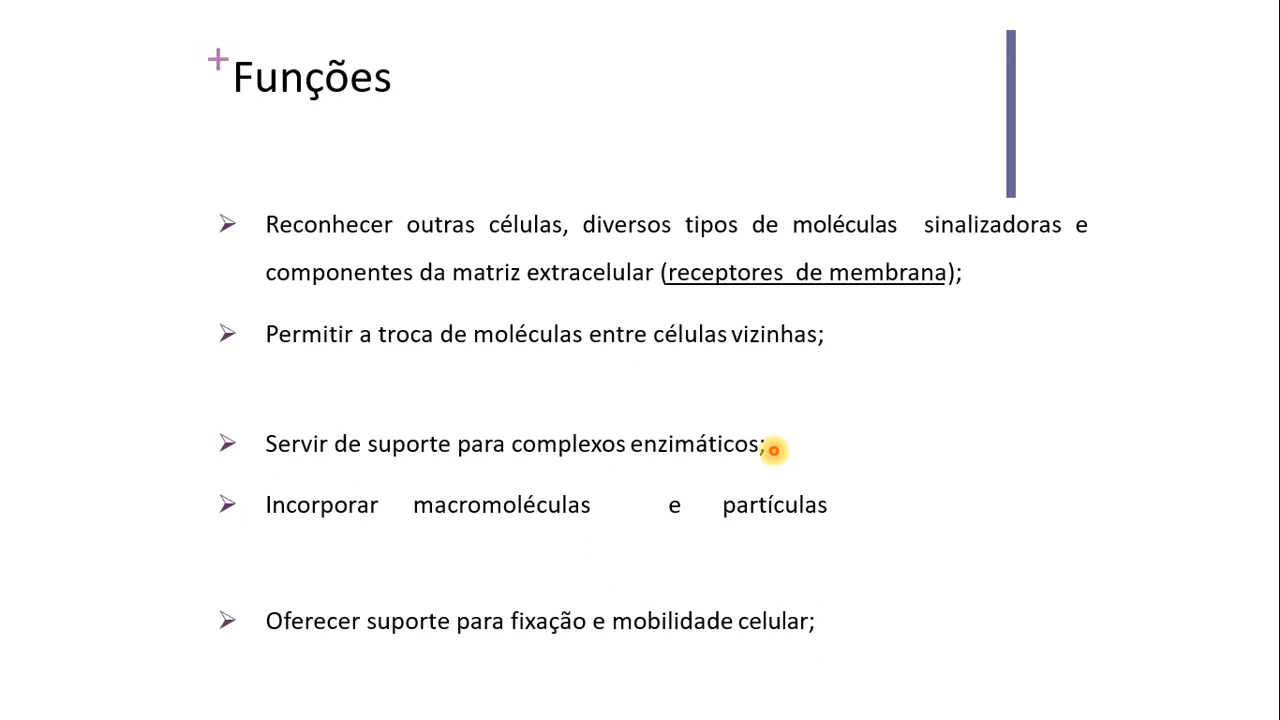 + Funções
Reconhecer outras células, diversos tipos de moléculas sinalizadoras e
componentes da matriz extracelular (receptores de membrana);
Permitir a troca de moléculas entre células vizinhas;
Servir de suporte para complexos enzimáticos;
Incorporar macromoléculas e partículas
Oferecer suporte para fixação e mobilidade celular;